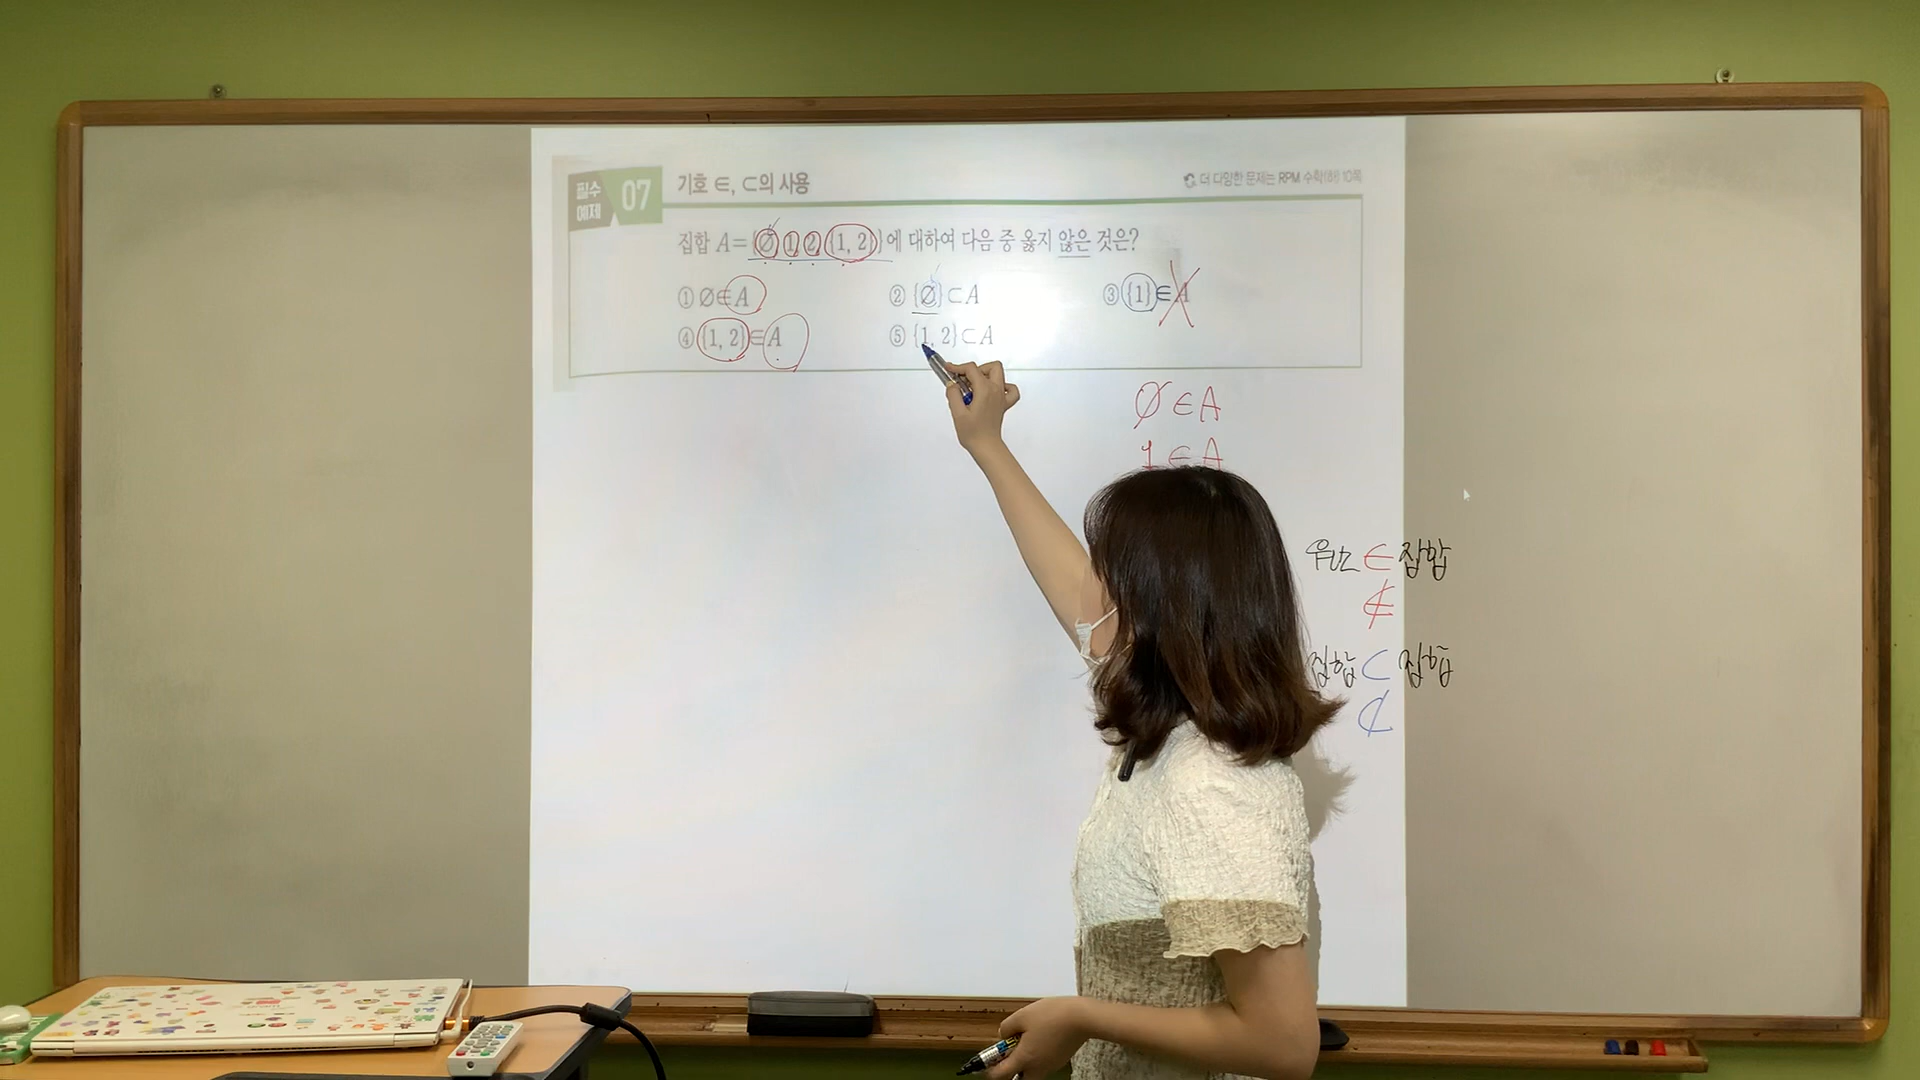 필수 예제 07 기호 ∈, ⊂의 사용
더 다양한 문제는 RPM 수학(하) 10쪽
집합 A={∅, 1, 2, {1, 2}}에 대하여 다음 중 옳지 않은 것은?
① ∅∈A ② {∅}⊂A ③ {1}∈A
④ {1, 2}∈A ⑤ {1, 2}⊂A
∅∈A
1∈A
원소 ∈ 집합
∉
집합 ⊂ 집합
⊄